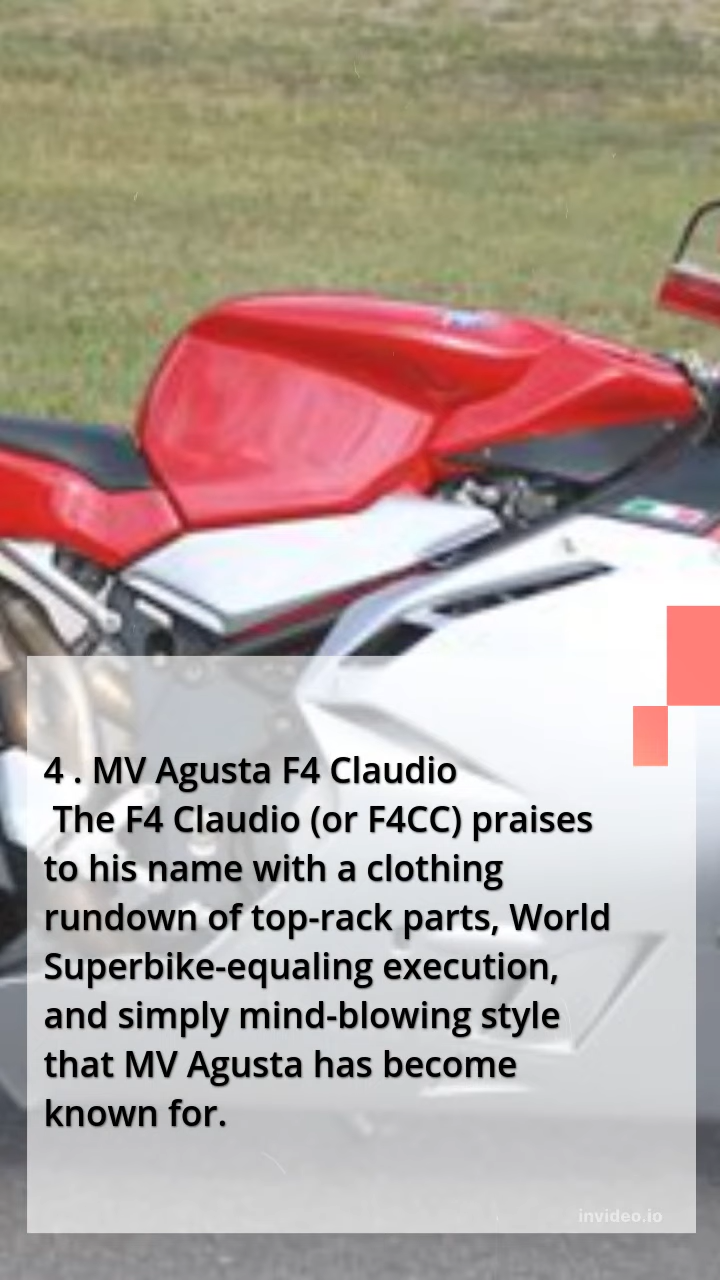 4 . MV Agusta F4 Claudio
The F4 Claudio (or F4CC) praises
to his name with a clothing
rundown of top-rack parts, World
Superbike-equaling execution,
and simply mind-blowing style
that MV Agusta has become
known for.
invideo.io